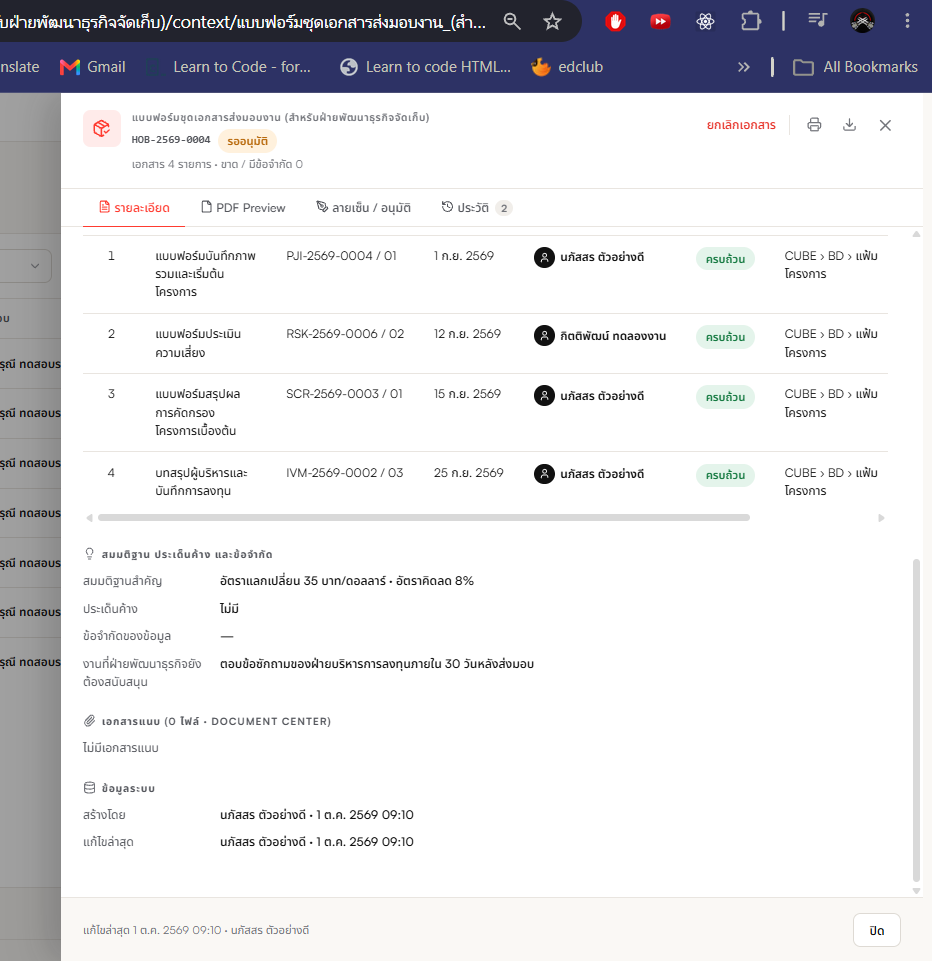 บฝ่ายพัฒนาธุรกิจจัดเก็บ)/context/แบบฟอร์มชุดเอกสารส่งมอบงาน_(สำ...
nslate Gmail Learn to Code - for... Learn to code HTML... edclub » All Bookmarks
แบบฟอร์มชุดเอกสารส่งมอบงาน (สำหรับฝ่ายพัฒนาธุรกิจจัดเก็บ)
HOB-2569-0004 รออนุมัติ
เอกสาร 4 รายการ • ขาด / มีข้อจำกัด 0
ยกเลิกเอกสาร
รายละเอียด PDF Preview ลายเซ็น / อนุมัติ ประวัติ 2
1 แบบฟอร์มบันทึกภาพรวมและเริ่มต้นโครงการ PJI-2569-0004 / 01 1 ก.ย. 2569 นภัสสร ตัวอย่างดี ครบถ้วน CUBE › BD › แฟ้มโครงการ
2 แบบฟอร์มประเมินความเสี่ยง RSK-2569-0006 / 02 12 ก.ย. 2569 กิตติพัฒน์ ทดลองงาน ครบถ้วน CUBE › BD › แฟ้มโครงการ
3 แบบฟอร์มสรุปผลการคัดกรองโครงการเบื้องต้น SCR-2569-0003 / 01 15 ก.ย. 2569 นภัสสร ตัวอย่างดี ครบถ้วน CUBE › BD › แฟ้มโครงการ
4 บทสรุปผู้บริหารและบันทึกการลงทุน IVM-2569-0002 / 03 25 ก.ย. 2569 นภัสสร ตัวอย่างดี ครบถ้วน CUBE › BD › แฟ้มโครงการ
สมมติฐาน ประเด็นค้าง และข้อจำกัด
สมมติฐานสำคัญ อัตราแลกเปลี่ยน 35 บาท/ดอลลาร์ • อัตราคิดลด 8%
ประเด็นค้าง ไม่มี
ข้อจำกัดของข้อมูล —
งานที่ฝ่ายพัฒนาธุรกิจยังต้องสนับสนุน ตอบข้อซักถามของฝ่ายบริหารการลงทุนภายใน 30 วันหลังส่งมอบ
เอกสารแนบ (0 ไฟล์ • DOCUMENT CENTER)
ไม่มีเอกสารแนบ
ข้อมูลระบบ
สร้างโดย นภัสสร ตัวอย่างดี • 1 ต.ค. 2569 09:10
แก้ไขล่าสุด นภัสสร ตัวอย่างดี • 1 ต.ค. 2569 09:10
แก้ไขล่าสุด 1 ต.ค. 2569 09:10 • นภัสสร ตัวอย่างดี
ปิด